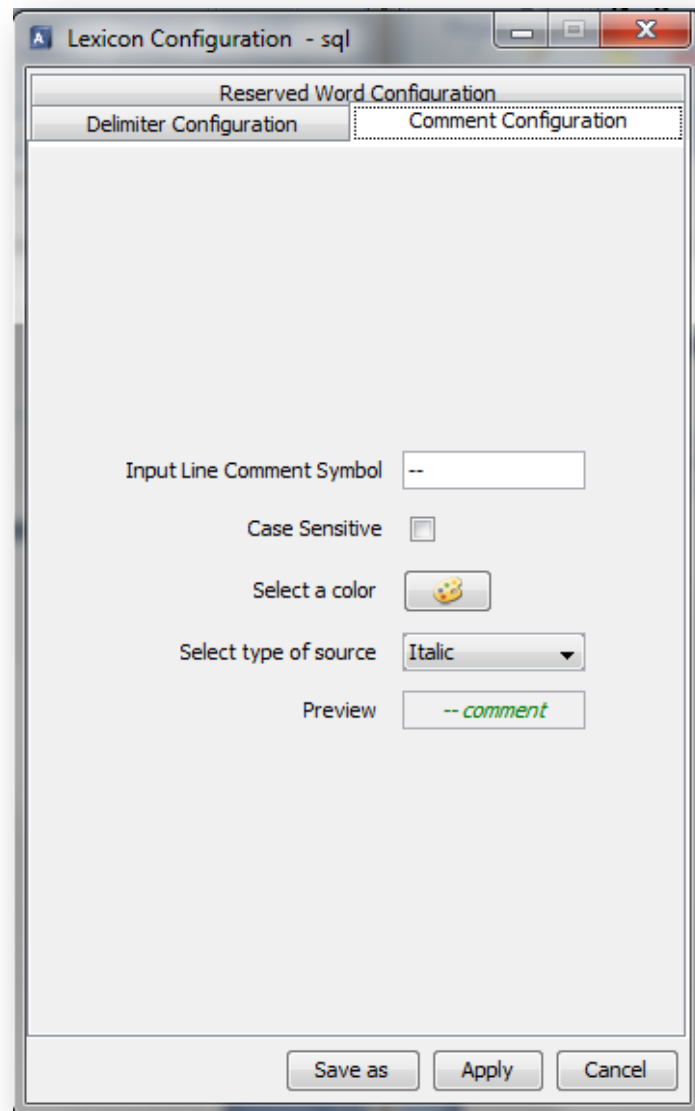 Lexicon Configuration - sql
Reserved Word Configuration
Delimiter Configuration
Comment Configuration
Input Line Comment Symbol --
Case Sensitive
Select a color
Select type of source Italic
Preview -- comment
Save as Apply Cancel